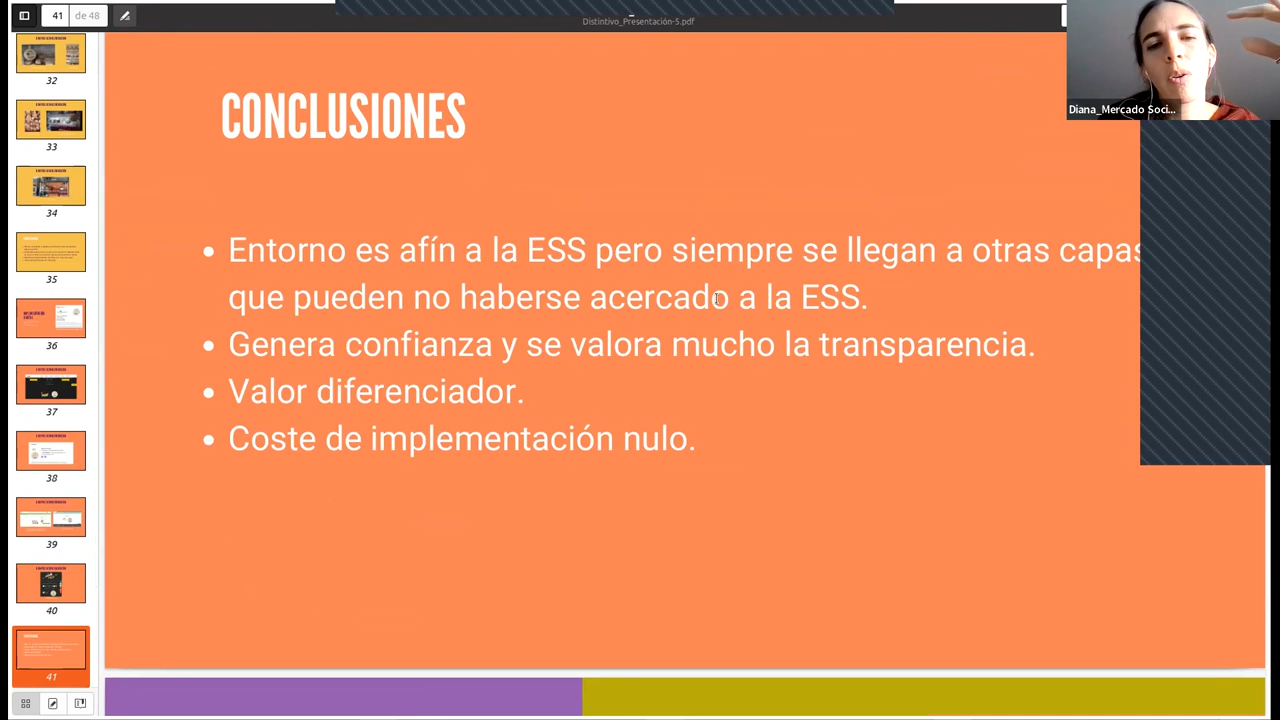 41 de 48
Distintivo_Presentación-5.pdf
Diana_Mercado Soci...
32
33
34
35
36
37
38
39
40
41
CONCLUSIONES
• Entorno es afín a la ESS pero siempre se llegan a otras capas
que pueden no haberse acercado a la ESS.
• Genera confianza y se valora mucho la transparencia.
• Valor diferenciador.
• Coste de implementación nulo.